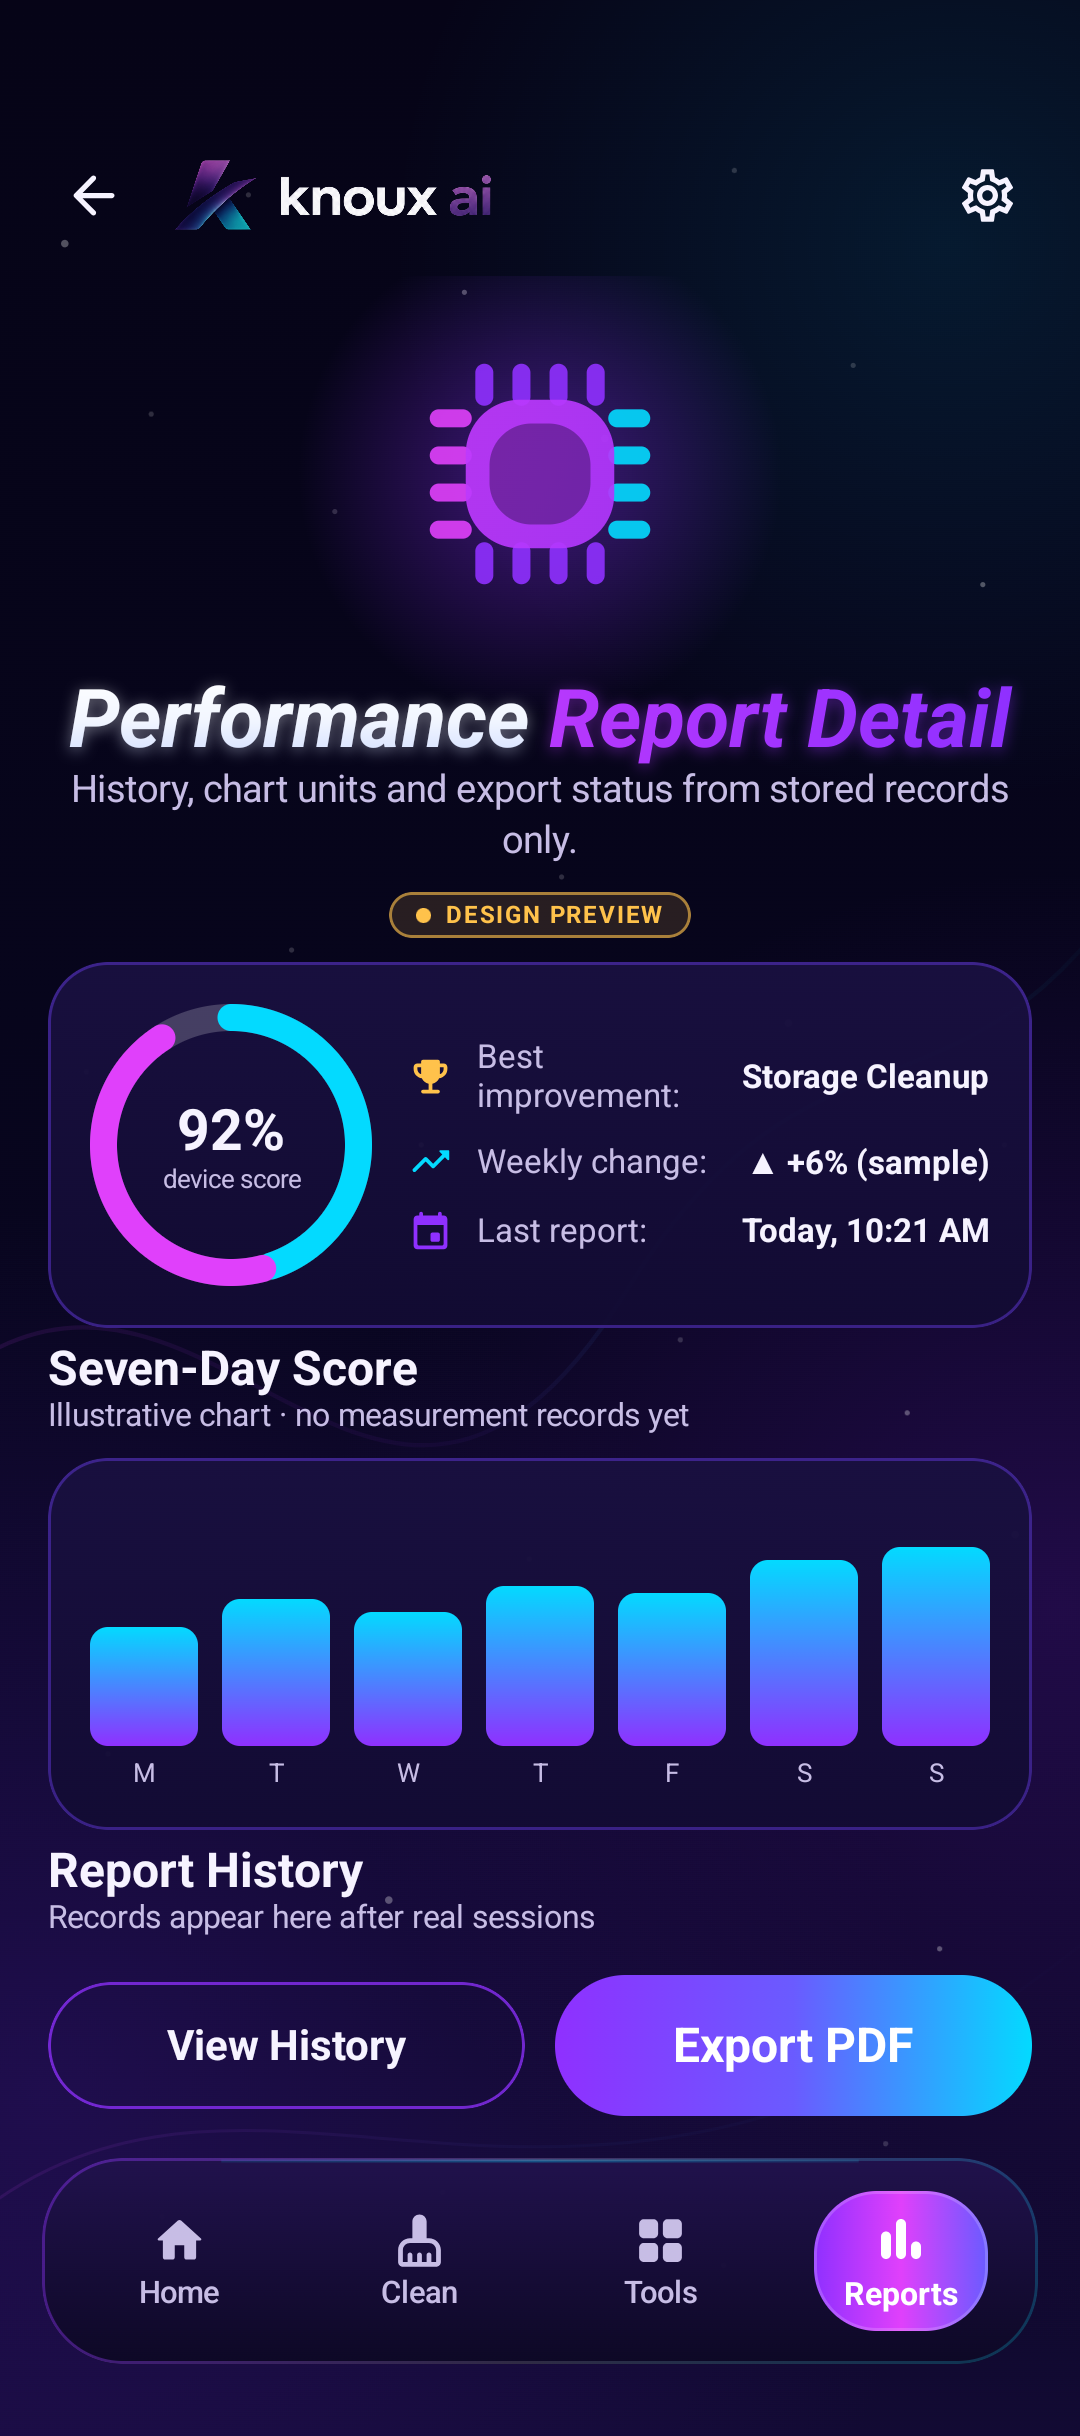 knoux ai
Performance Report Detail
History, chart units and export status from stored records
only.
DESIGN PREVIEW
92%
device score
Best
improvement:
Storage Cleanup
Weekly change:
▲ +6% (sample)
Last report:
Today, 10:21 AM
Seven-Day Score
Illustrative chart · no measurement records yet
M T W T F S S
Report History
Records appear here after real sessions
View History
Export PDF
Home
Clean
Tools
Reports